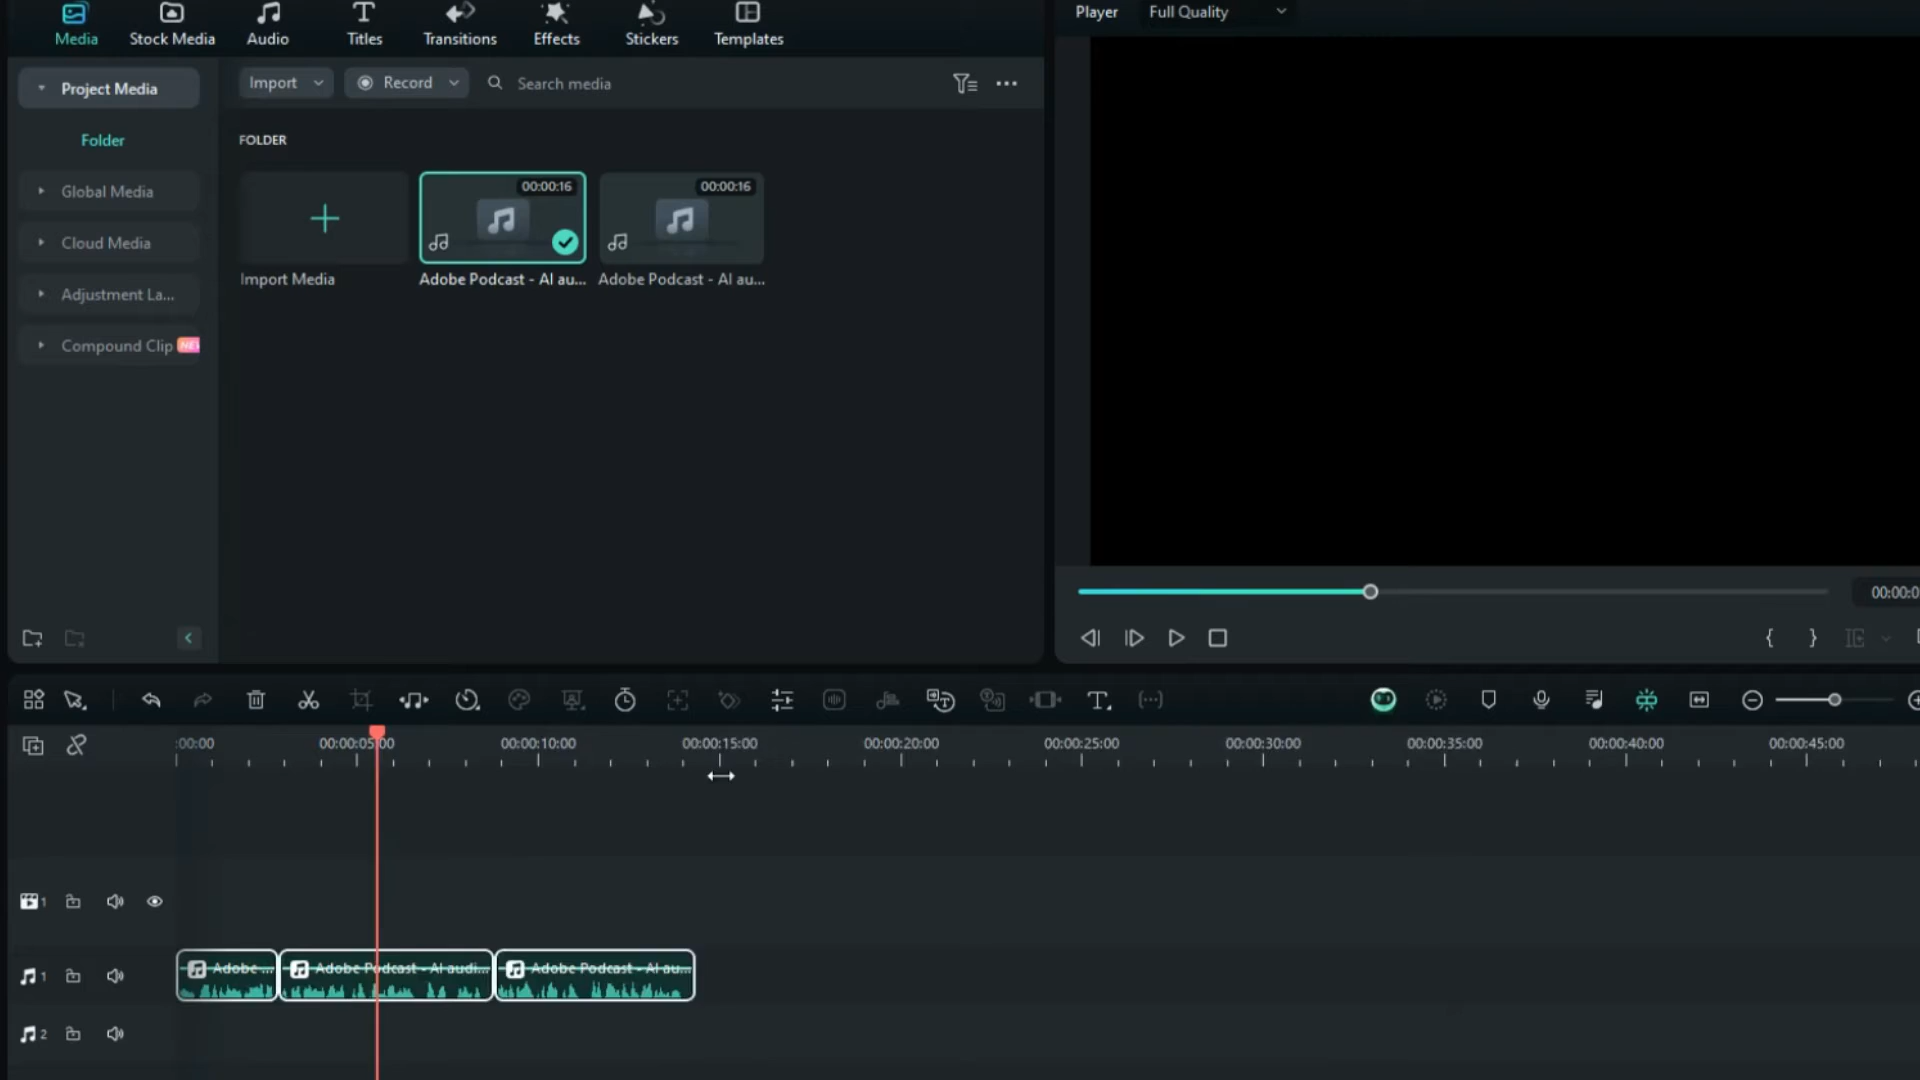 Media
Stock Media
Audio
Titles
Transitions
Effects
Stickers
Templates
Player
Full Quality
Project Media
Folder
Global Media
Cloud Media
Adjustment La...
Compound Clip
NEW
Import
Record
Search media
FOLDER
00:00:16
00:00:16
Import Media
Adobe Podcast - AI au...
Adobe Podcast - AI au...
00:00:0
:00:00
00:00:05:00
00:00:10:00
00:00:15:00
00:00:20:00
00:00:25:00
00:00:30:00
00:00:35:00
00:00:40:00
00:00:45:00
1
1
Adobe ...
Adobe Podcast - AI audi...
Adobe Podcast - AI au...
2